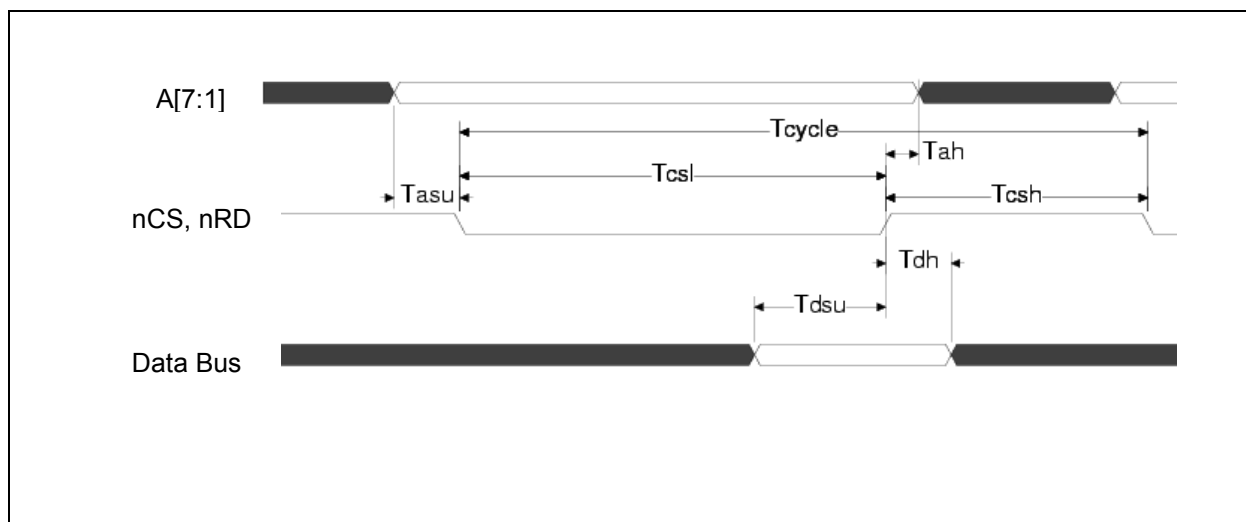 A[7:1]
Tcycle
Tah
Tcsl
Tasu
Tcsh
nCS, nRD
Tdh
Tdsu
Data Bus